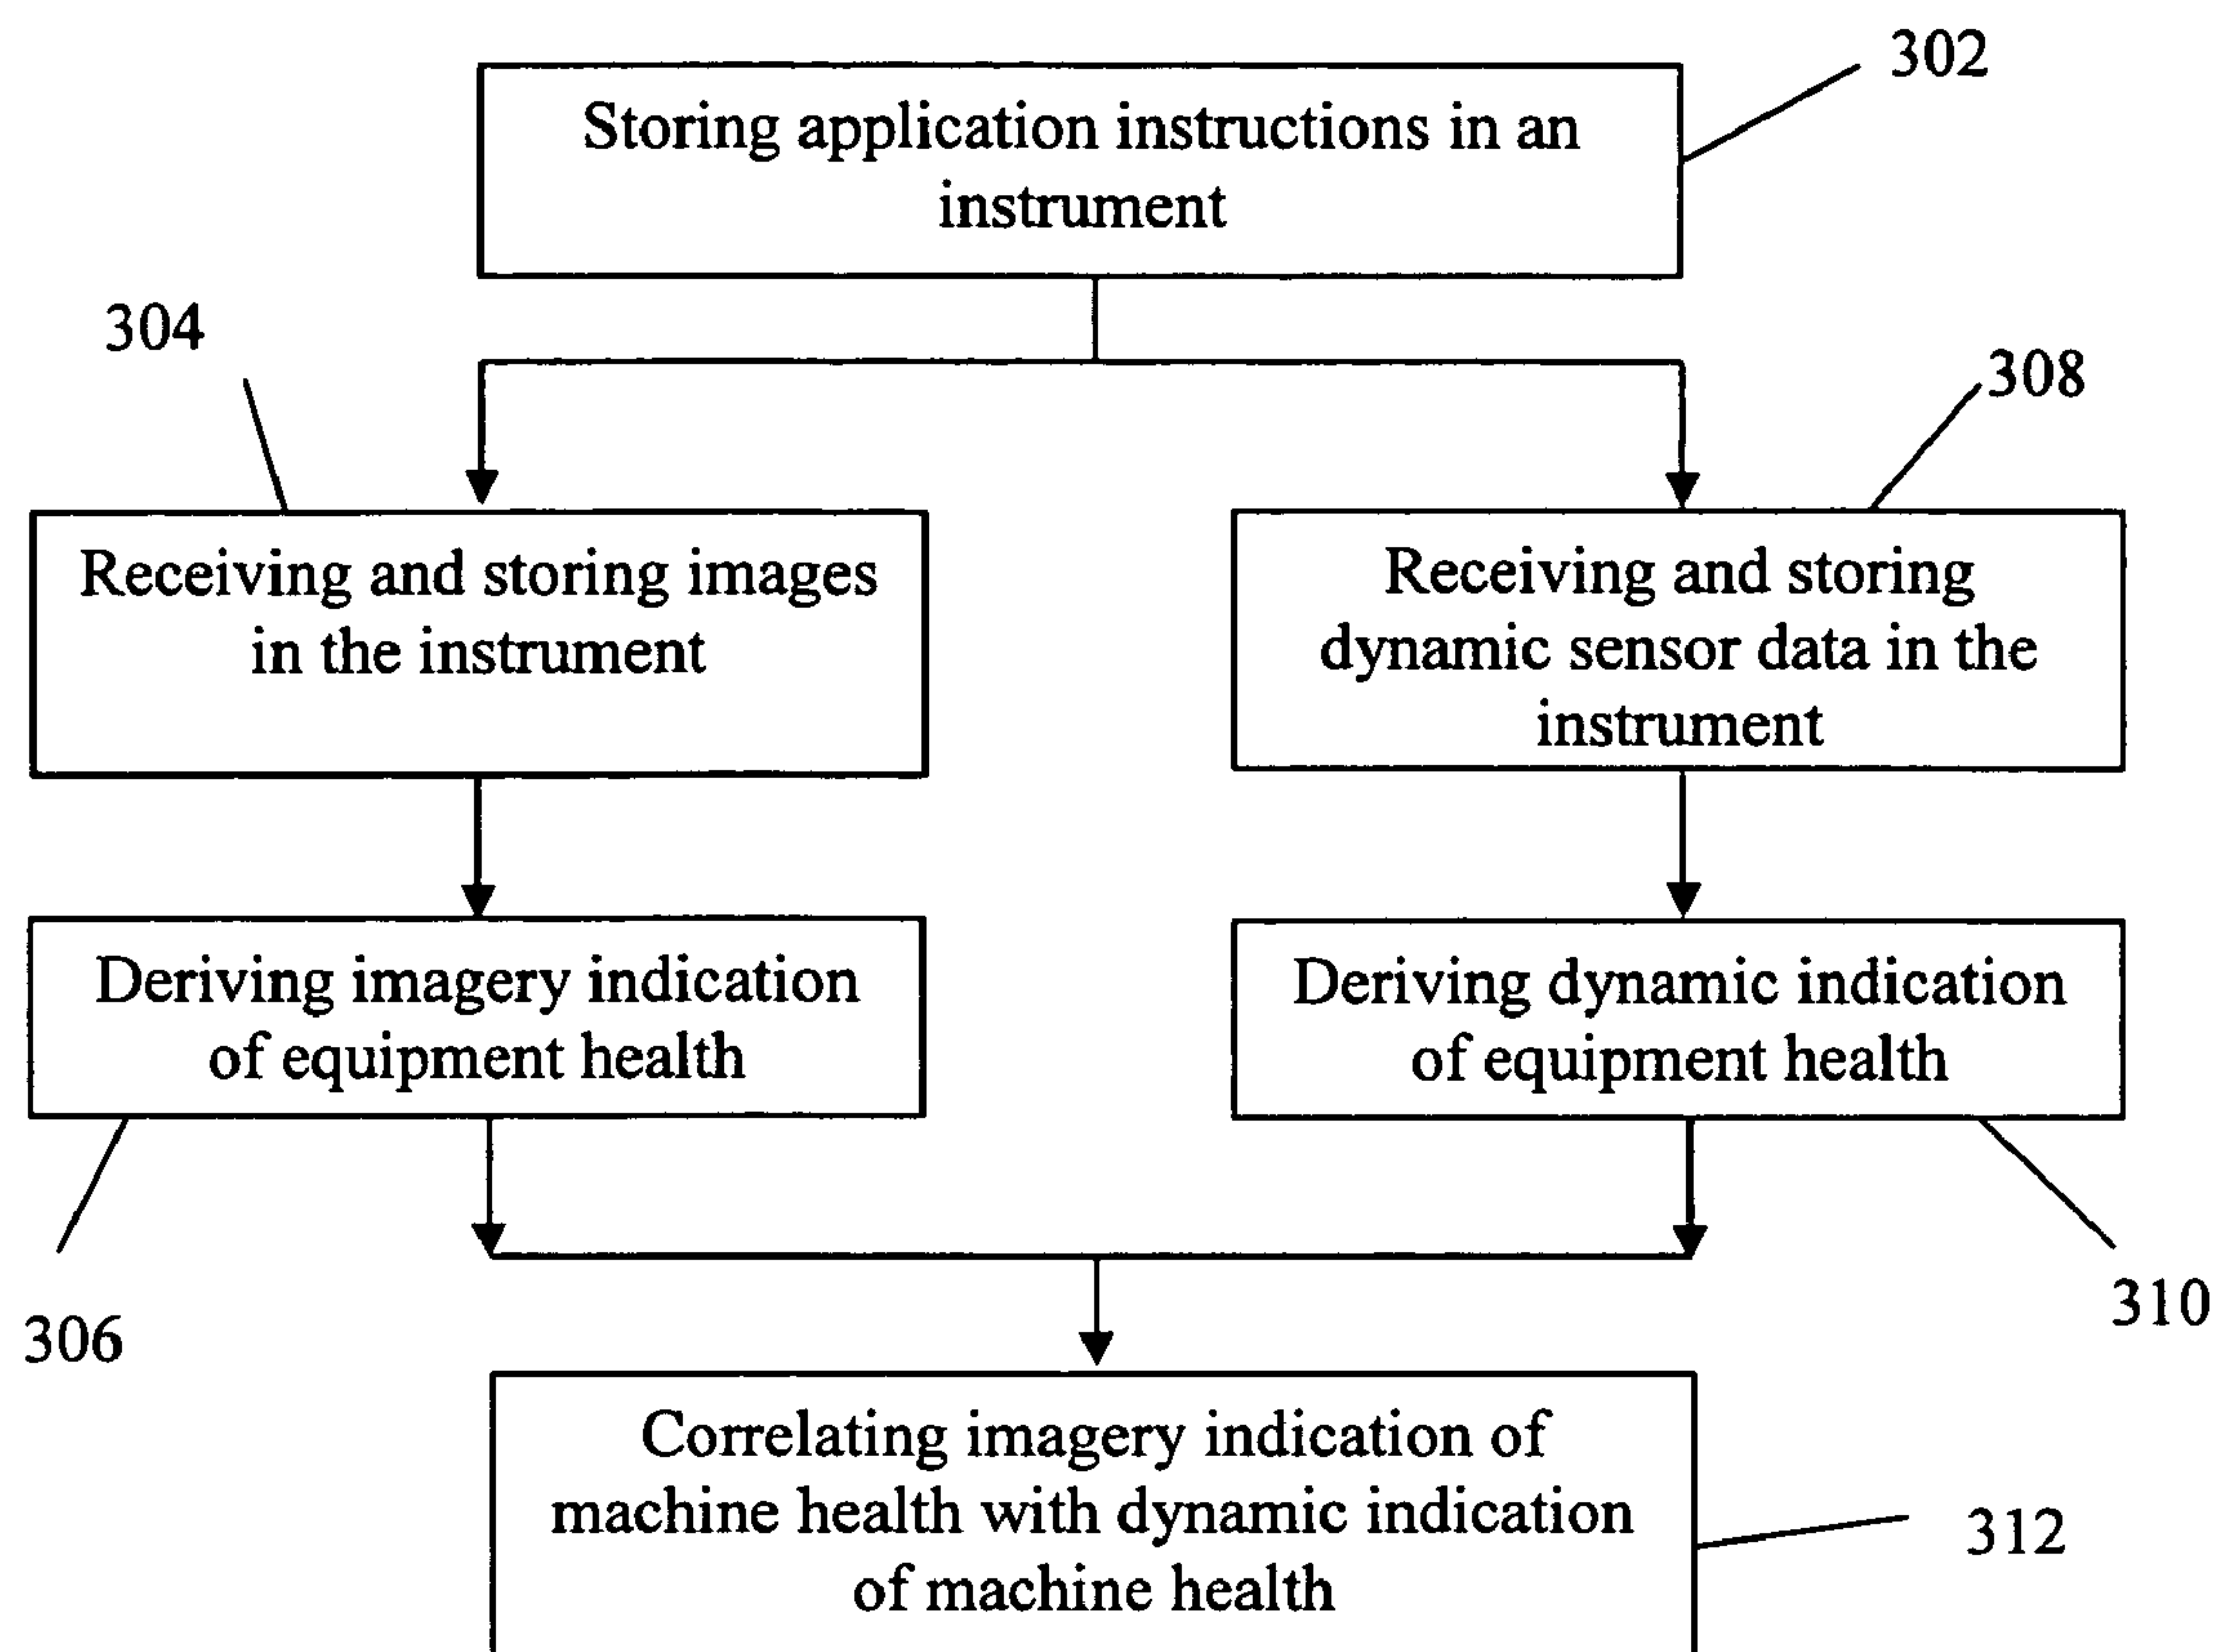 302
Storing application instructions in an
instrument
304
308
Receiving and storing images
in the instrument
Receiving and storing
dynamic sensor data in the
instrument
Deriving imagery indication
of equipment health
Deriving dynamic indication
of equipment health
306
310
Correlating imagery indication of
machine health with dynamic indication
of machine health
312